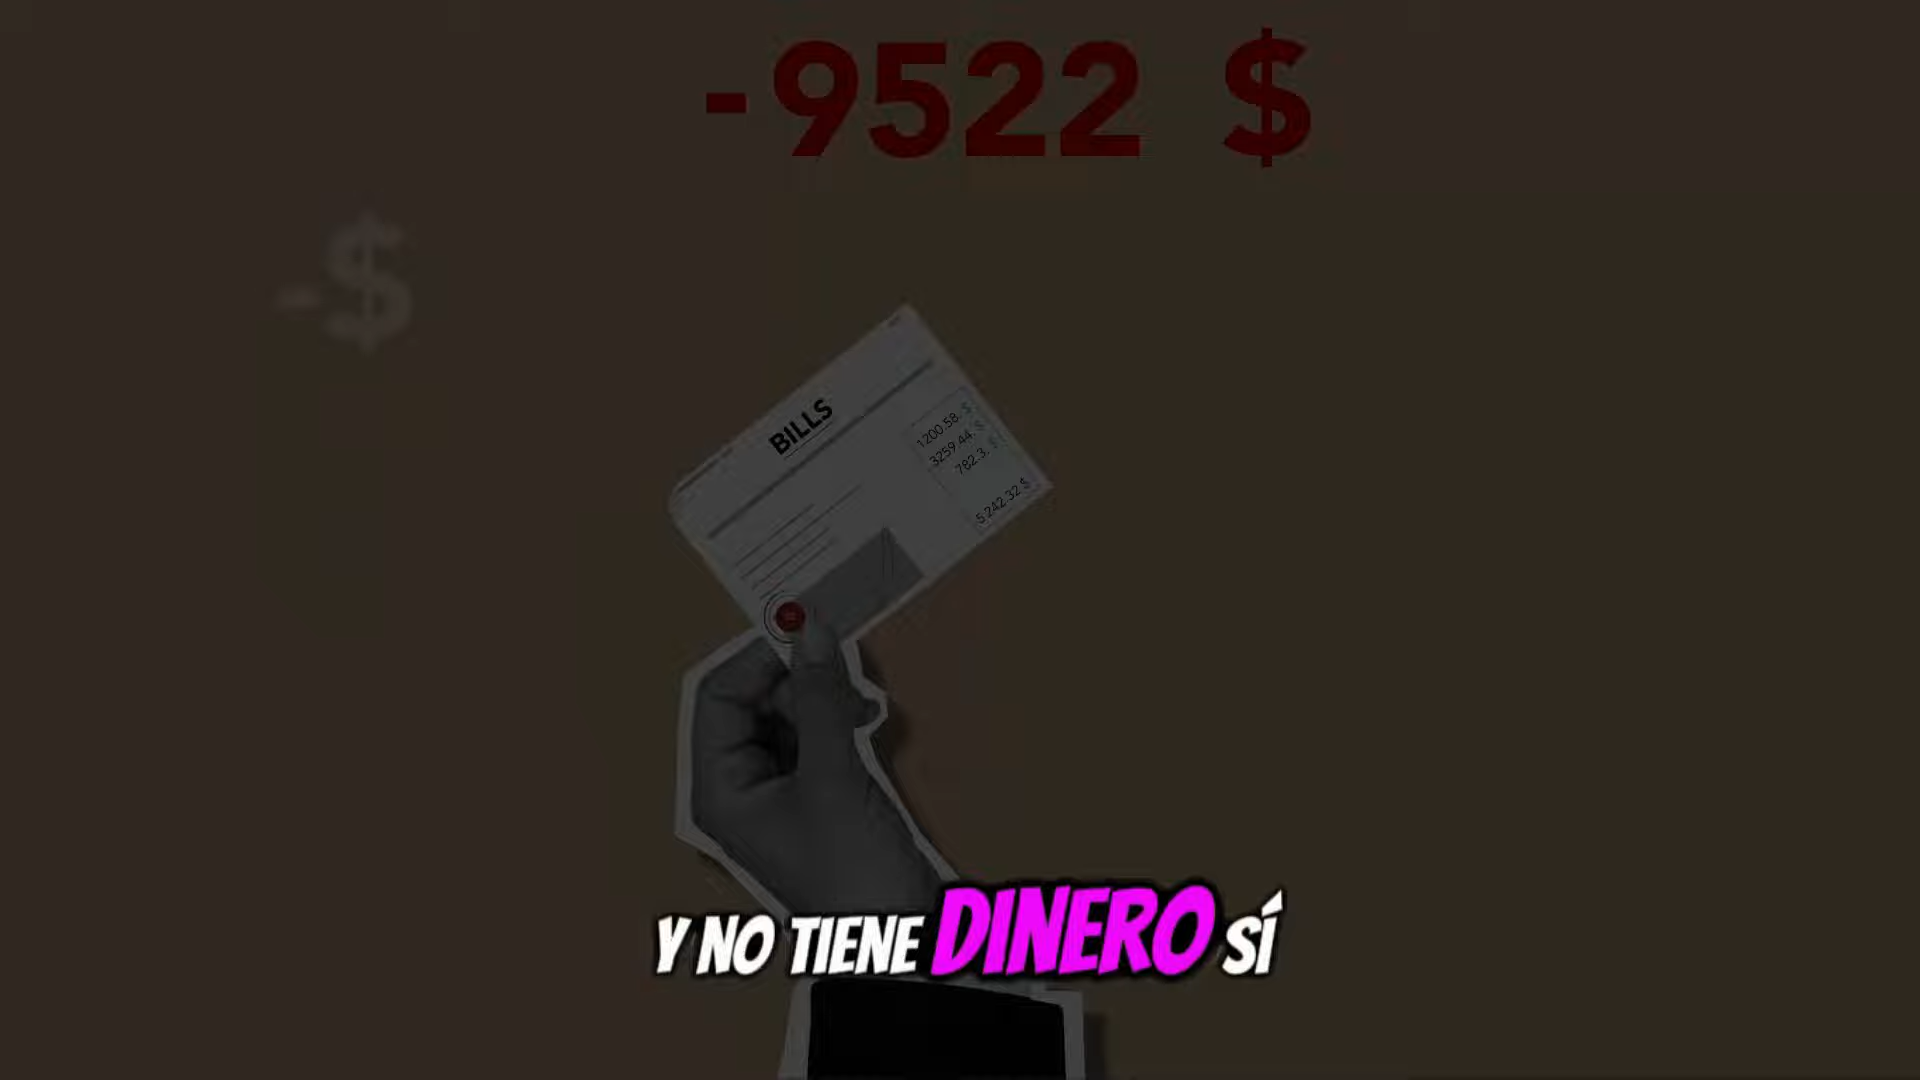 -9522 $
-$
BILLS
1200.58. $
3259.44. $
782.3. $
5 242.32 $
Y NO TIENE DINERO SÍ